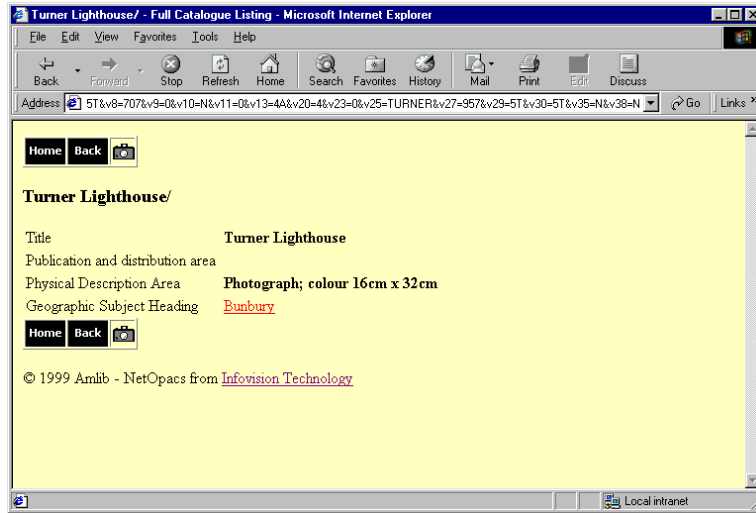 Turner Lighthouse/ - Full Catalogue Listing - Microsoft Internet Explorer
File Edit View Favorites Tools Help
Back Forward Stop Refresh Home Search Favorites History Mail Print Edit Discuss
Address 5T&v8=707&v9=0&v10=N&v11=0&v13=4A&v20=4&v23=0&v25=TURNER&v27=957&v29=5T&v30=5T&v35=N&v38=N Go Links »
Home Back
Turner Lighthouse/
Title Turner Lighthouse
Publication and distribution area
Physical Description Area Photograph; colour 16cm x 32cm
Geographic Subject Heading Bunbury
Home Back
© 1999 Amlib - NetOpacs from Infovision Technology
Local intranet